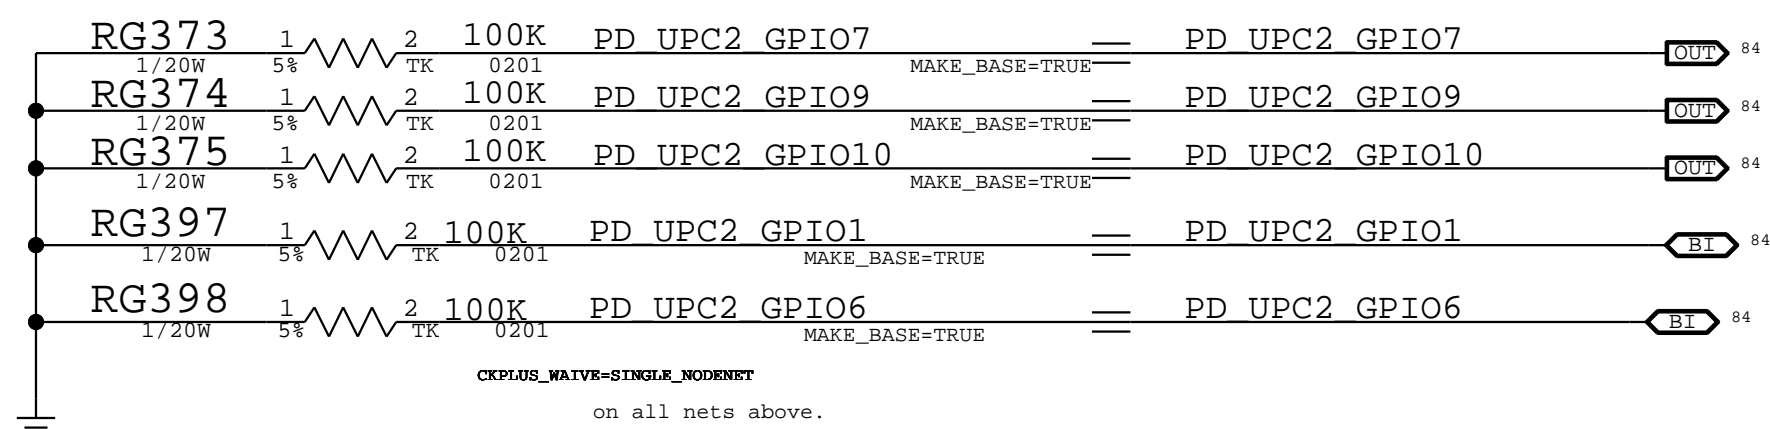 RG373 1 2 100K PD_UPC2_GPIO7 PD_UPC2_GPIO7 OUT 84
1/20W 5% TK 0201 MAKE_BASE=TRUE
RG374 1 2 100K PD_UPC2_GPIO9 PD_UPC2_GPIO9 OUT 84
1/20W 5% TK 0201 MAKE_BASE=TRUE
RG375 1 2 100K PD_UPC2_GPIO10 PD_UPC2_GPIO10 OUT 84
1/20W 5% TK 0201 MAKE_BASE=TRUE
RG397 1 2 100K PD_UPC2_GPIO1 PD_UPC2_GPIO1 BI 84
1/20W 5% TK 0201 MAKE_BASE=TRUE
RG398 1 2 100K PD_UPC2_GPIO6 PD_UPC2_GPIO6 BI 84
1/20W 5% TK 0201 MAKE_BASE=TRUE
CKPLUS_WAIVE=SINGLE_NODENET
on all nets above.